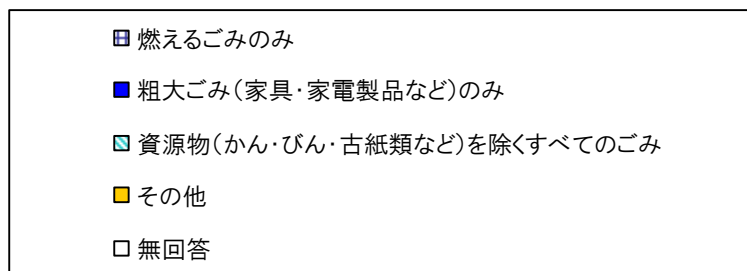 燃えるごみのみ
粗大ごみ(家具・家電製品など)のみ
資源物(かん・びん・古紙類など)を除くすべてのごみ
その他
無回答